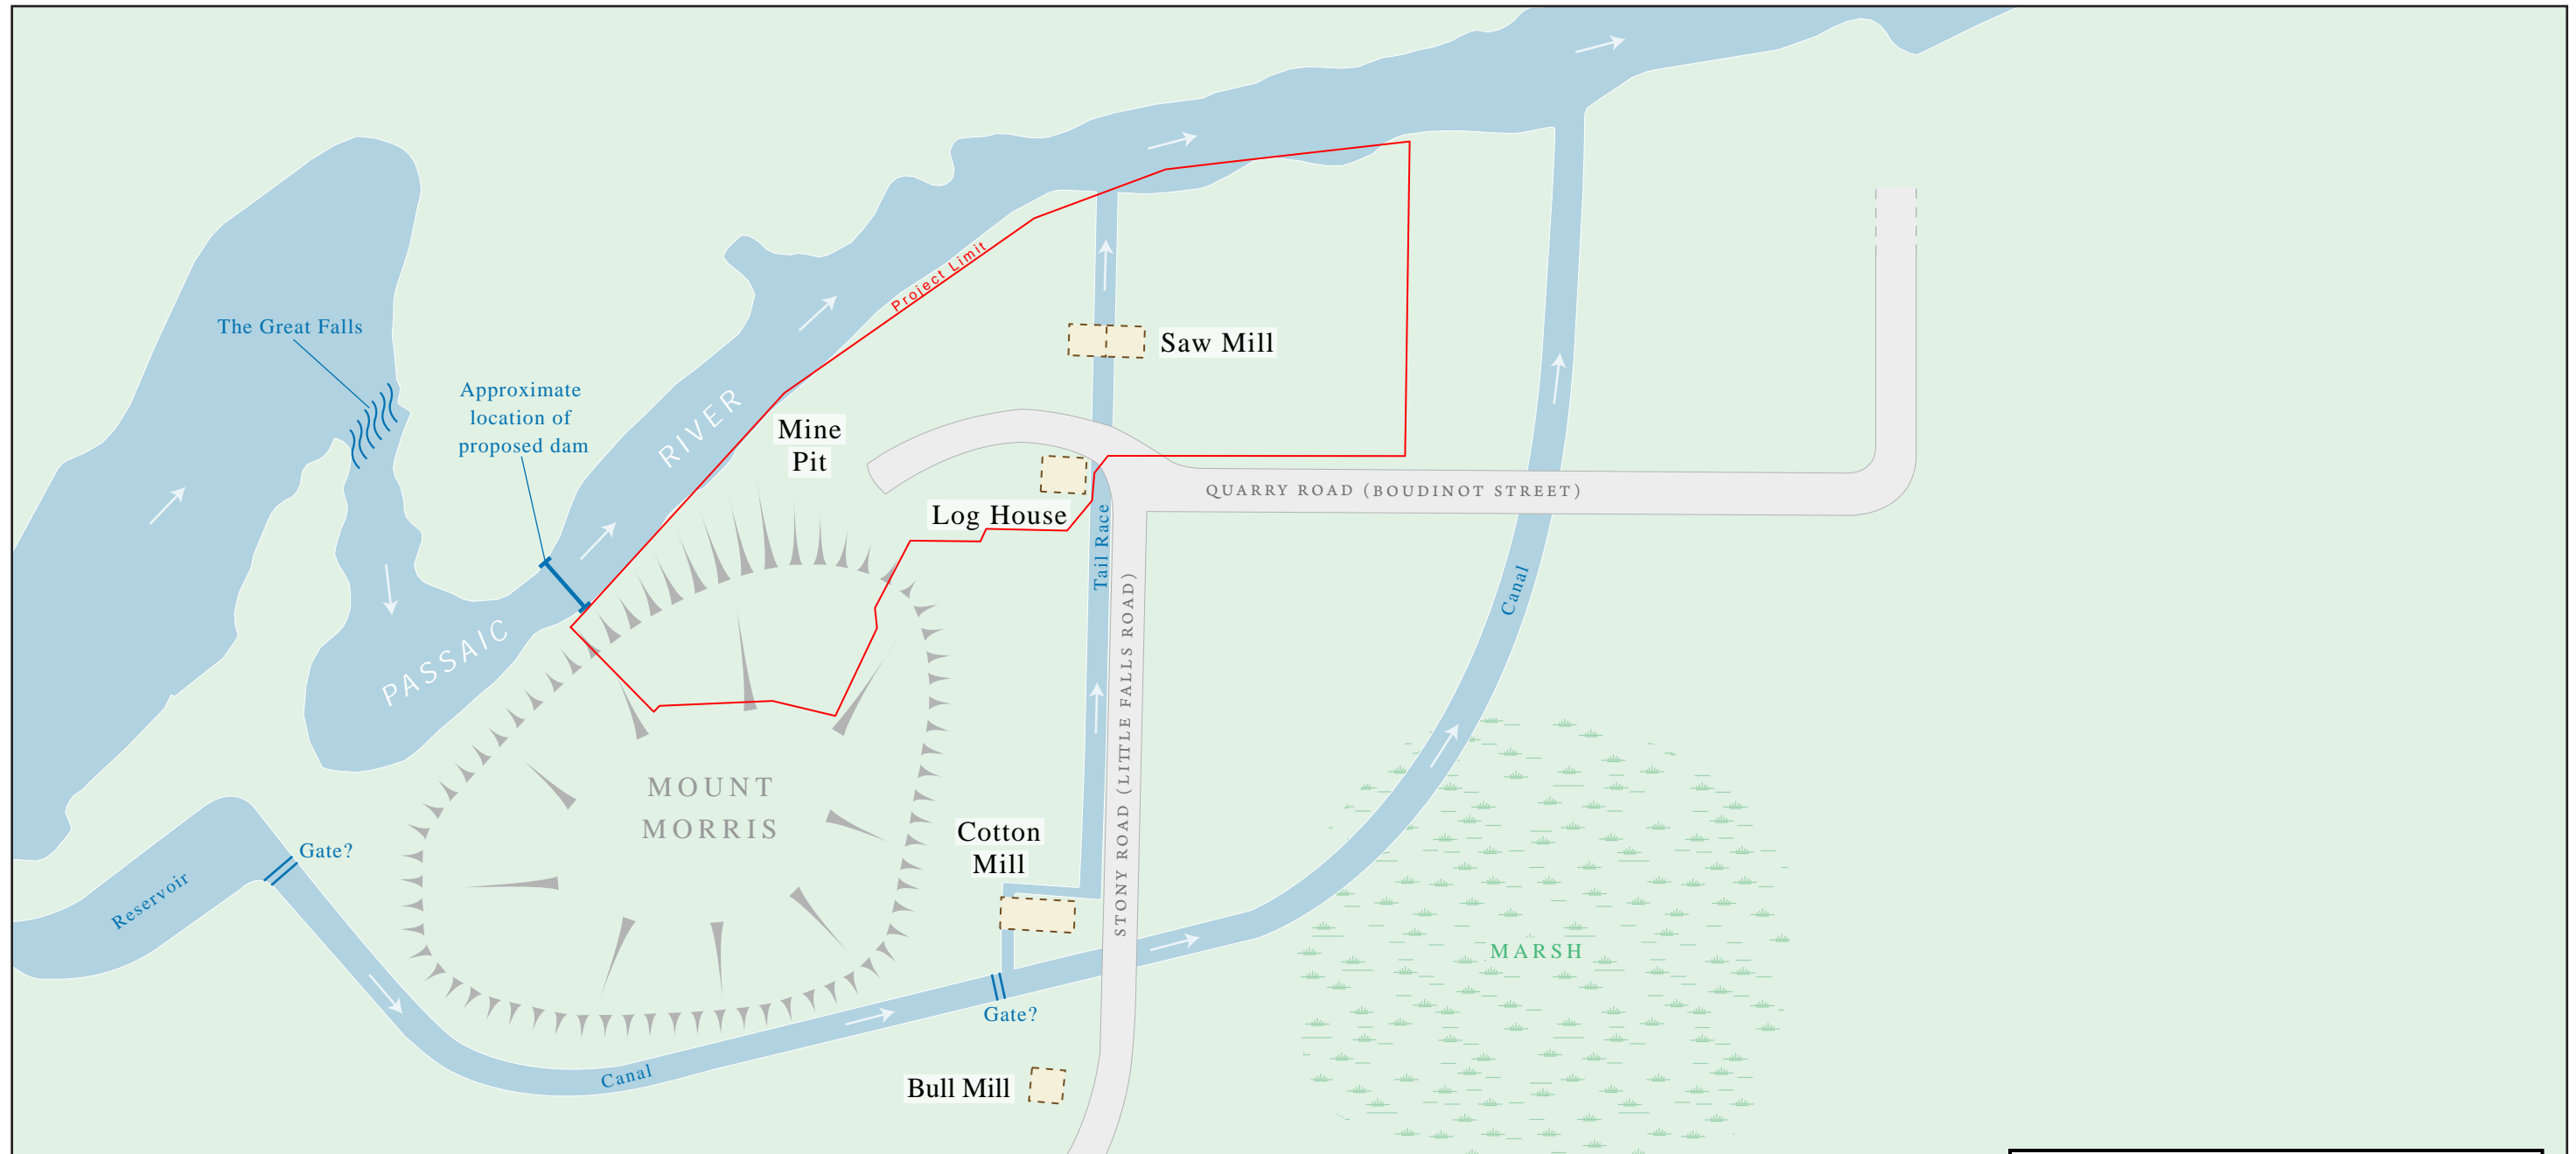 The Great Falls
Approximate
location of
proposed dam
RIVER
Project Limit
Mine
Pit
Saw Mill
Log House
QUARRY ROAD (BOUDINOT STREET)
Tail Race
Canal
PASSAIC
STONY ROAD (LITTLE FALLS ROAD)
MOUNT
MORRIS
Cotton
Mill
Gate?
Reservoir
MARSH
Gate?
Canal
Bull Mill